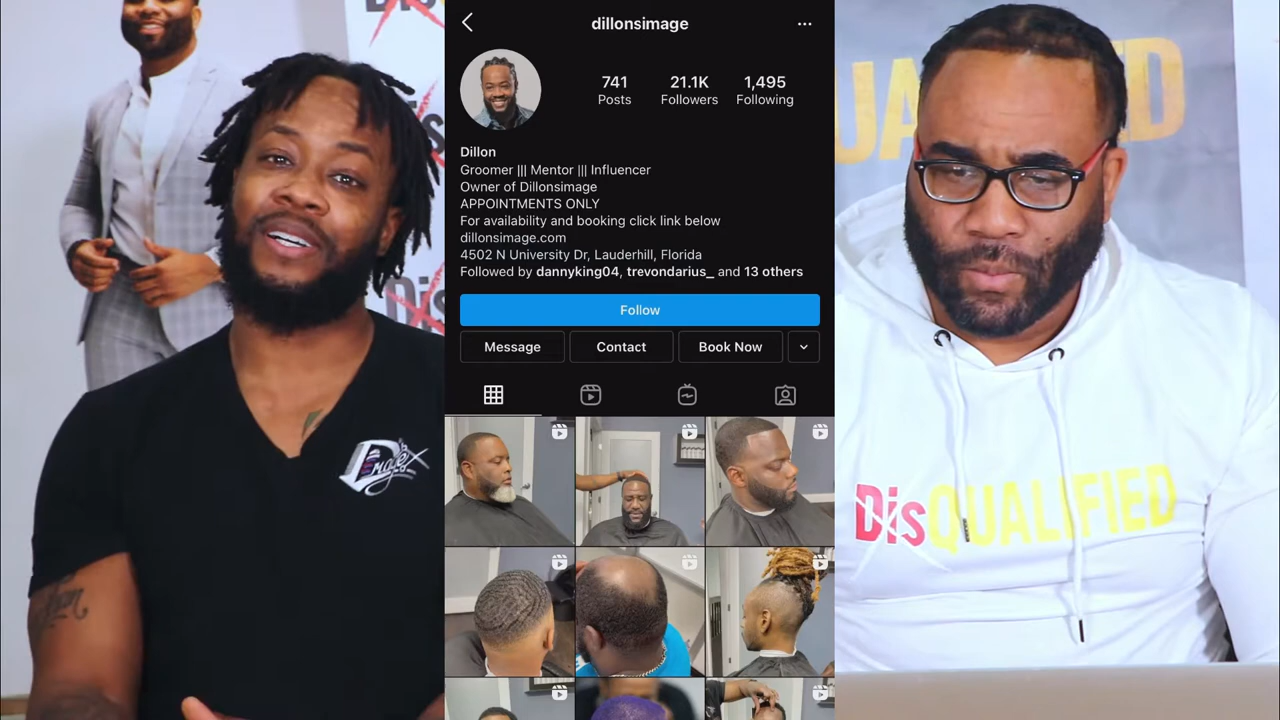 dillonsimage
741
21.1K
1,495
Posts
Followers
Following
Dillon
Groomer ||| Mentor ||| Influencer
Owner of Dillonsimage
APPOINTMENTS ONLY
For availability and booking click link below
dillonsimage.com
4502 N University Dr, Lauderhill, Florida
Followed by dannyking04, trevondarius_ and 13 others
Follow
Message
Contact
Book Now
DisQUALIFIED